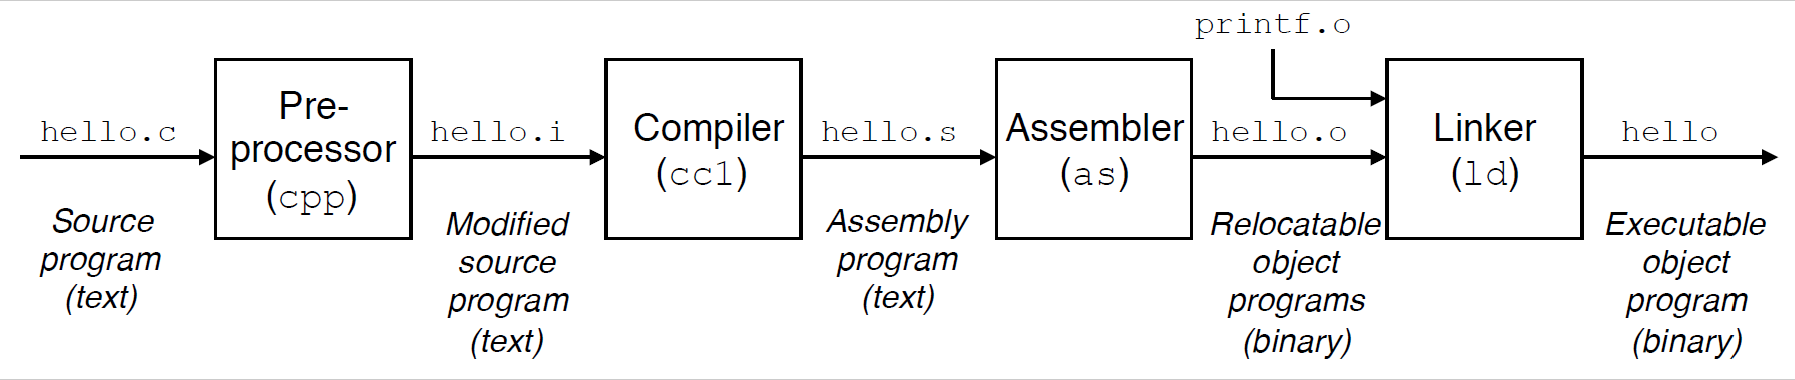 printf.o
hello.c
Pre-
processor
(cpp)
hello.i
Compiler
(cc1)
hello.s
Assembler
(as)
hello.o
Linker
(ld)
hello
Source
program
(text)
Modified
source
program
(text)
Assembly
program
(text)
Relocatable
object
programs
(binary)
Executable
object
program
(binary)